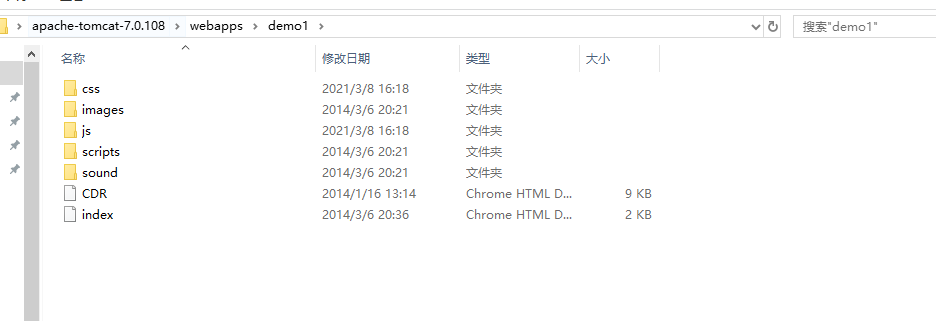 apache-tomcat-7.0.108 > webapps > demo1 > 搜索"demo1"
名称 修改日期 类型 大小
css 2021/3/8 16:18 文件夹
images 2014/3/6 20:21 文件夹
js 2021/3/8 16:18 文件夹
scripts 2014/3/6 20:21 文件夹
sound 2014/3/6 20:21 文件夹
CDR 2014/1/16 13:14 Chrome HTML D... 9 KB
index 2014/3/6 20:36 Chrome HTML D... 2 KB